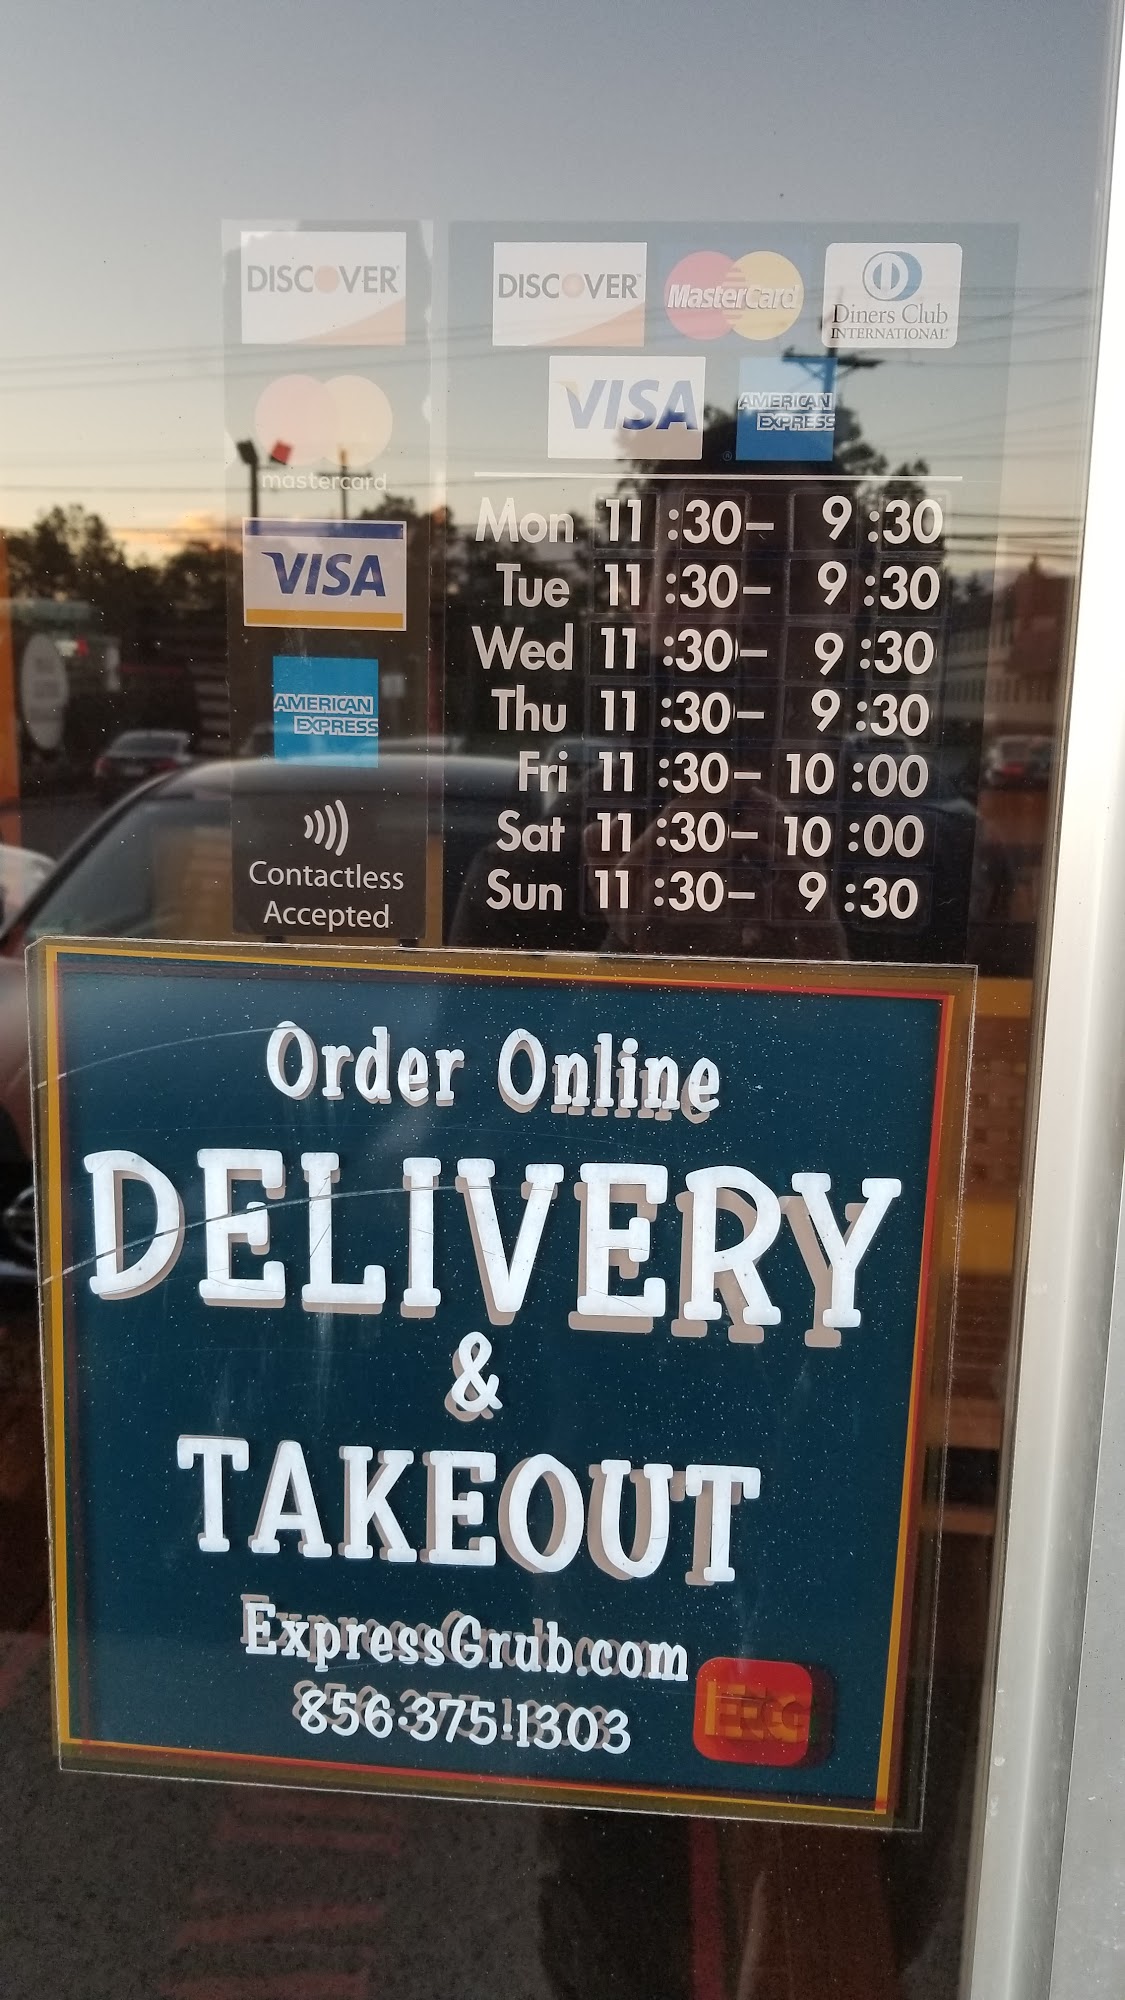 DISCOVER
mastercard
VISA
AMERICAN
EXPRESS
Contactless
Accepted
DISCOVER
MasterCard
Diners Club
INTERNATIONAL
VISA
AMERICAN
EXPRESS
Mon 11 :30 – 9 :30
Tue 11 :30 – 9 :30
Wed 11 :30 – 9 :30
Thu 11 :30 – 9 :30
Fri 11 :30 – 10 :00
Sat 11 :30 – 10 :00
Sun 11 :30 – 9 :30
Order Online
DELIVERY
&
TAKEOUT
ExpressGrub.com
856·375·1303
EG